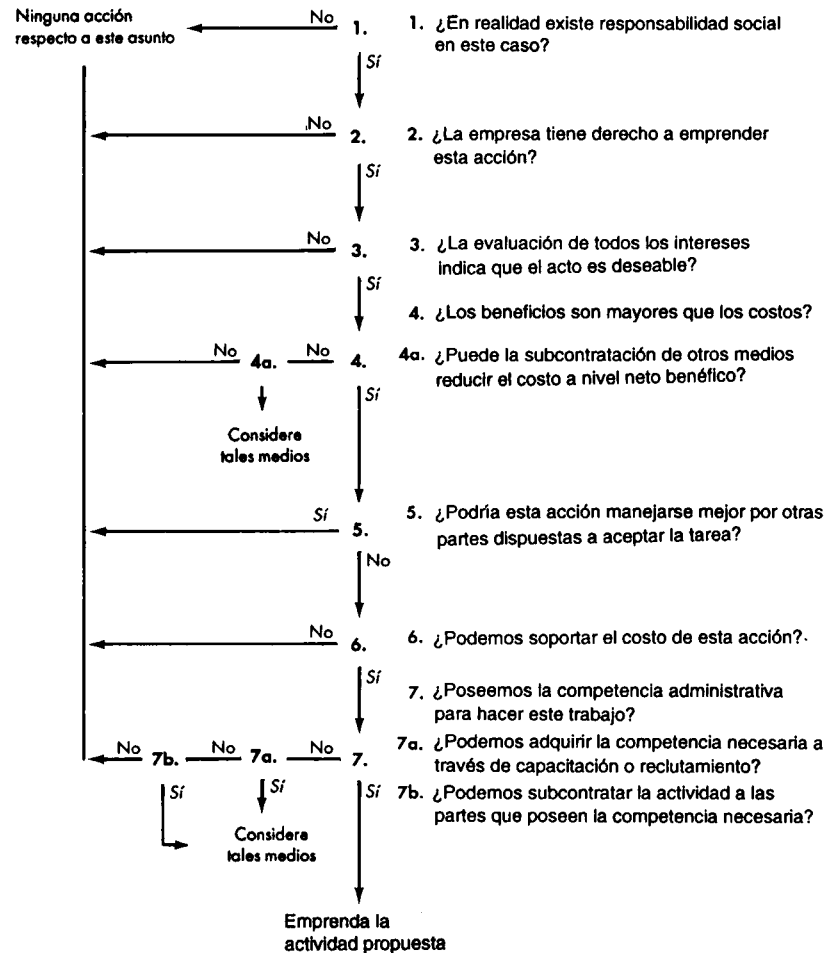 Ninguna acción
respecto a este asunto
No
1.
1. ¿En realidad existe responsabilidad social
en este caso?
Sí
No
2.
2. ¿La empresa tiene derecho a emprender
esta acción?
Sí
No
3.
3. ¿La evaluación de todos los intereses
indica que el acto es deseable?
Sí
4. ¿Los beneficios son mayores que los costos?
No
4a.
No
4.
4a. ¿Puede la subcontratación de otros medios
reducir el costo a nivel neto benéfico?
Sí
Considere
tales medios
Sí
5.
5. ¿Podría esta acción manejarse mejor por otras
partes dispuestas a aceptar la tarea?
No
No
6.
6. ¿Podemos soportar el costo de esta acción?
Sí
7. ¿Poseemos la competencia administrativa
para hacer este trabajo?
No
7b.
No
7a.
No
7.
7a. ¿Podemos adquirir la competencia necesaria a
través de capacitación o reclutamiento?
Sí
Sí
Sí
7b. ¿Podemos subcontratar la actividad a las
partes que poseen la competencia necesaria?
Considere
tales medios
Emprenda la
actividad propuesta